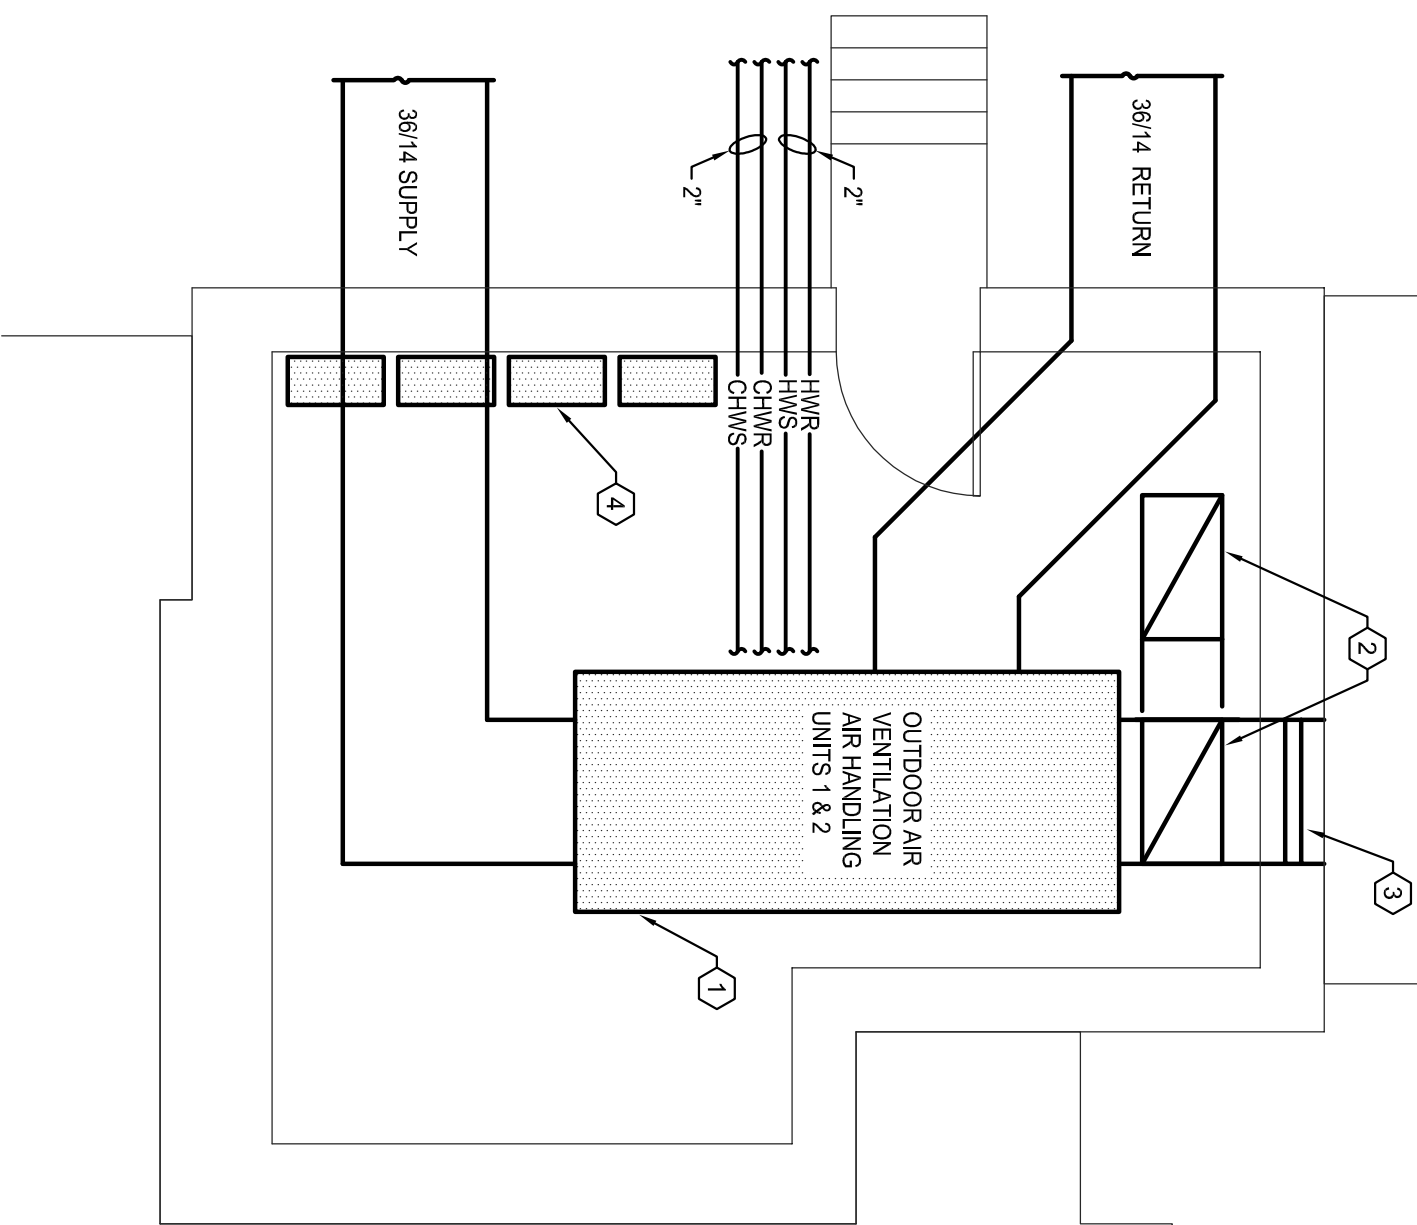 36/14 SUPPLY
36/14 RETURN
2"
2"
HWR
HWS
CHWR
CHWS
OUTDOOR AIR
VENTILATION
AIR HANDLING
UNITS 1 & 2
1
2
3
4